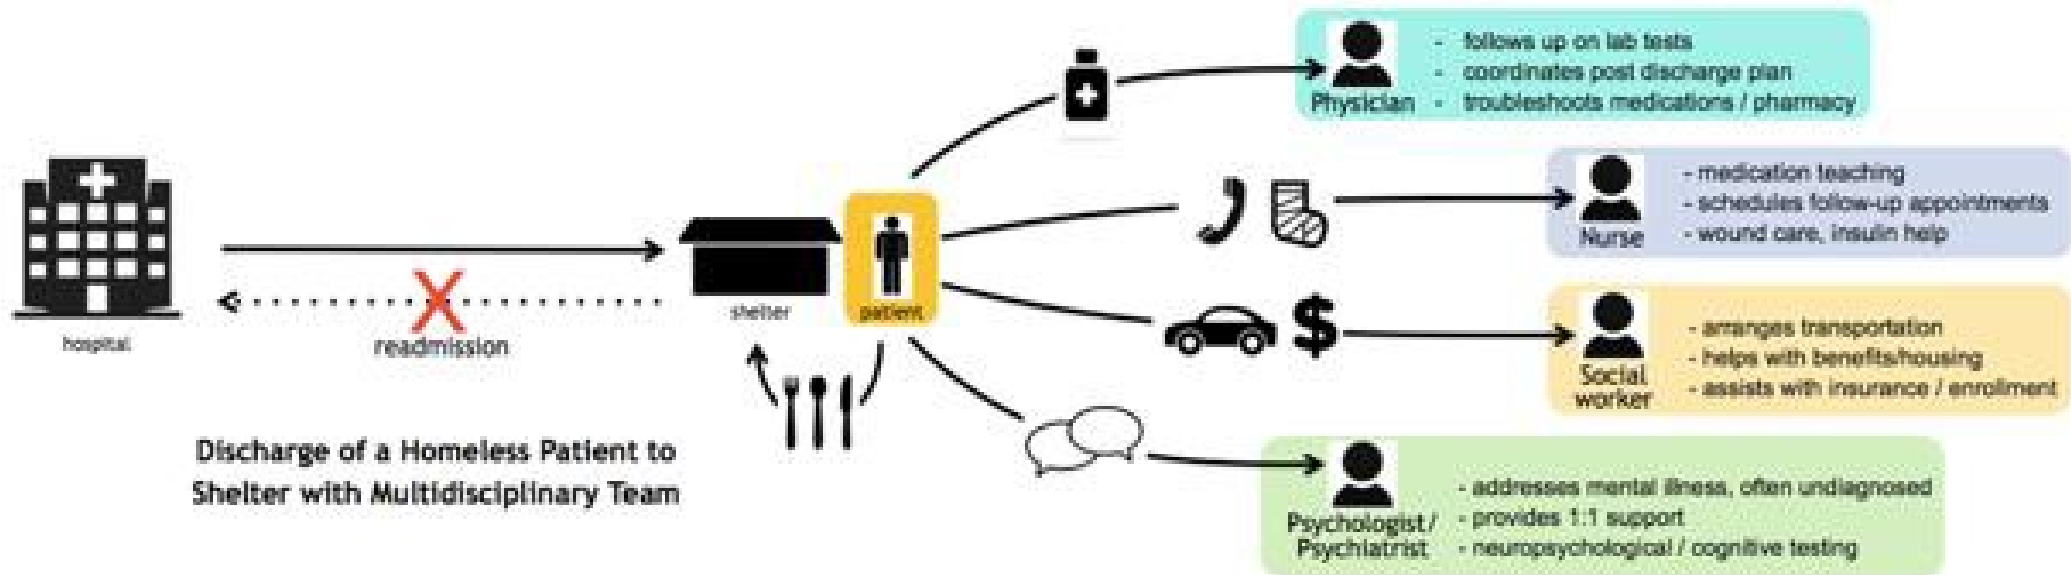 hospital
readmission
Discharge of a Homeless Patient to
Shelter with Multidisciplinary Team
shelter
patient
Physician
- follows up on lab tests
- coordinates post discharge plan
- troubleshoots medications / pharmacy
Nurse
- medication teaching
- schedules follow-up appointments
- wound care, insulin help
$
Social
worker
- arranges transportation
- helps with benefits/housing
- assists with insurance / enrollment
Psychologist/
Psychiatrist
- addresses mental illness, often undiagnosed
- provides 1:1 support
- neuropsychological / cognitive testing